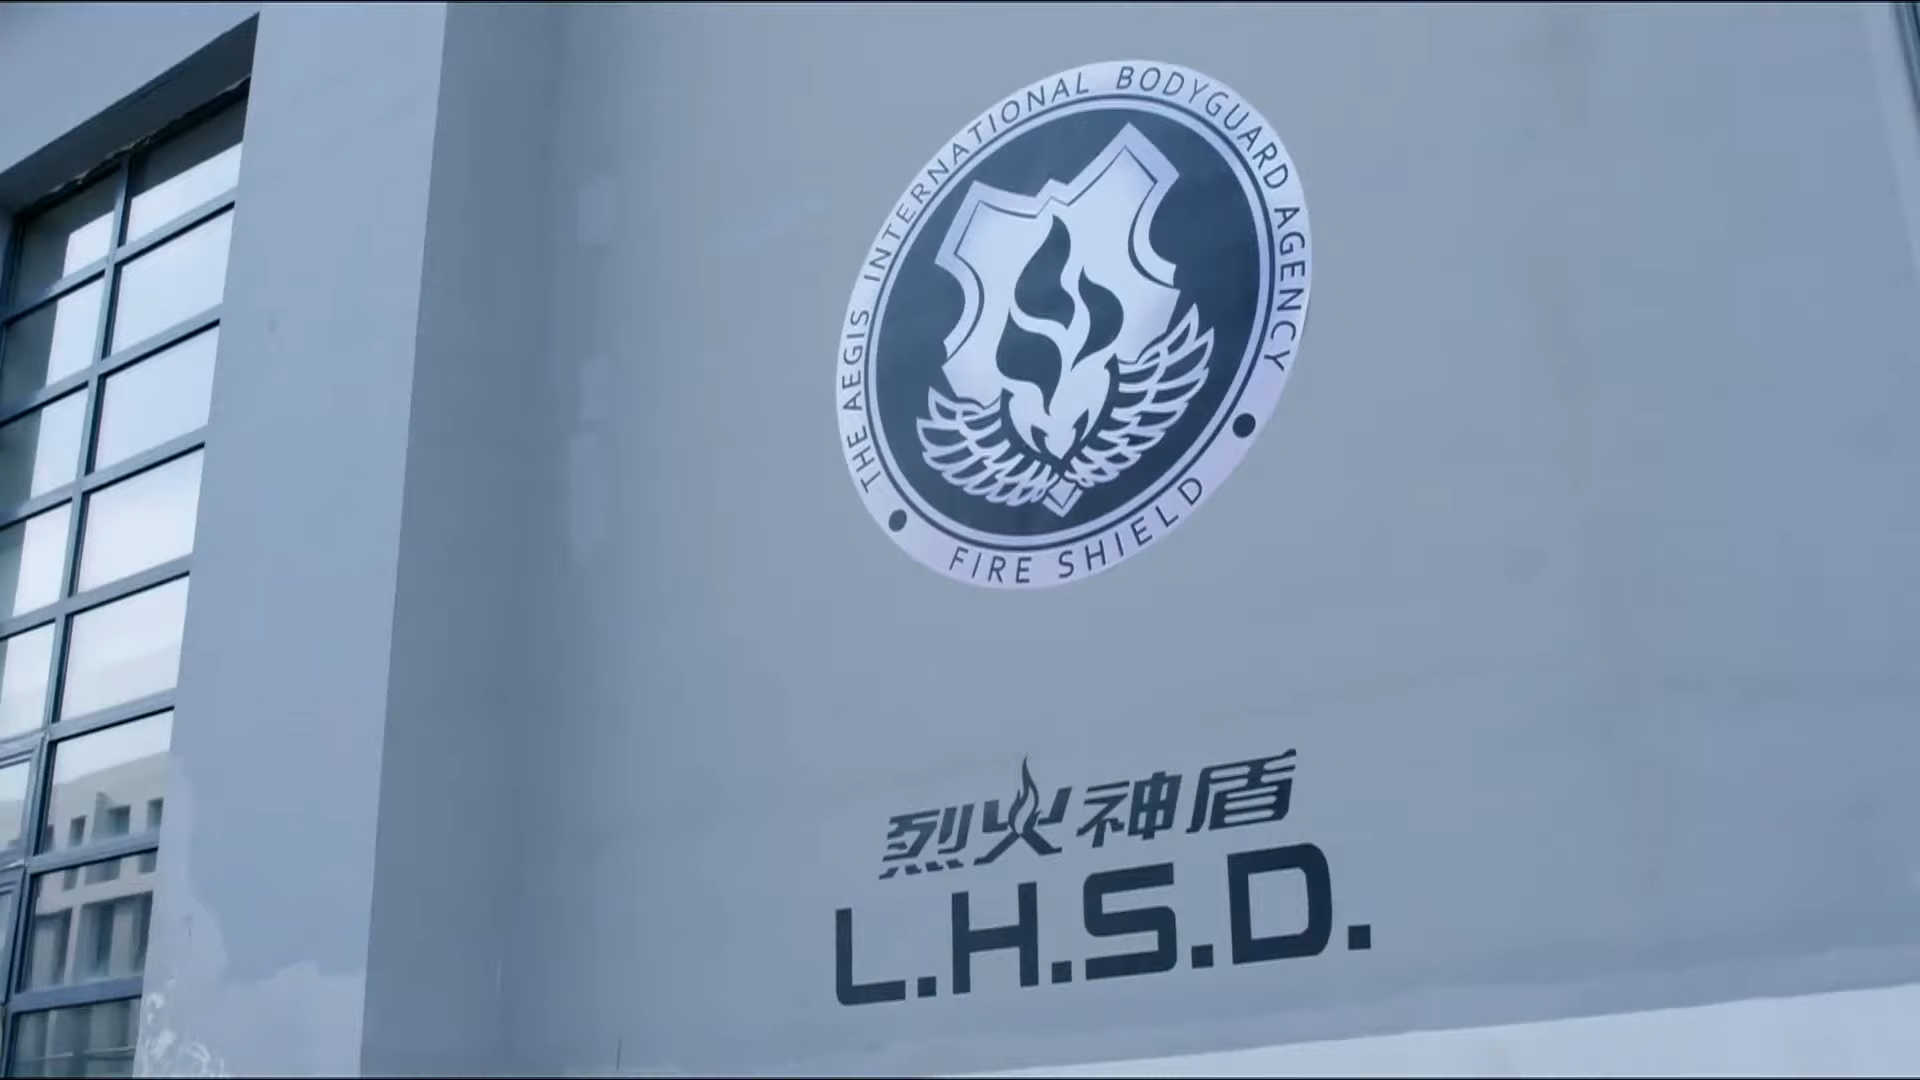 THE AEGIS INTERNATIONAL BODYGUARD AGENCY
FIRE SHIELD
烈火神盾
L.H.S.D.